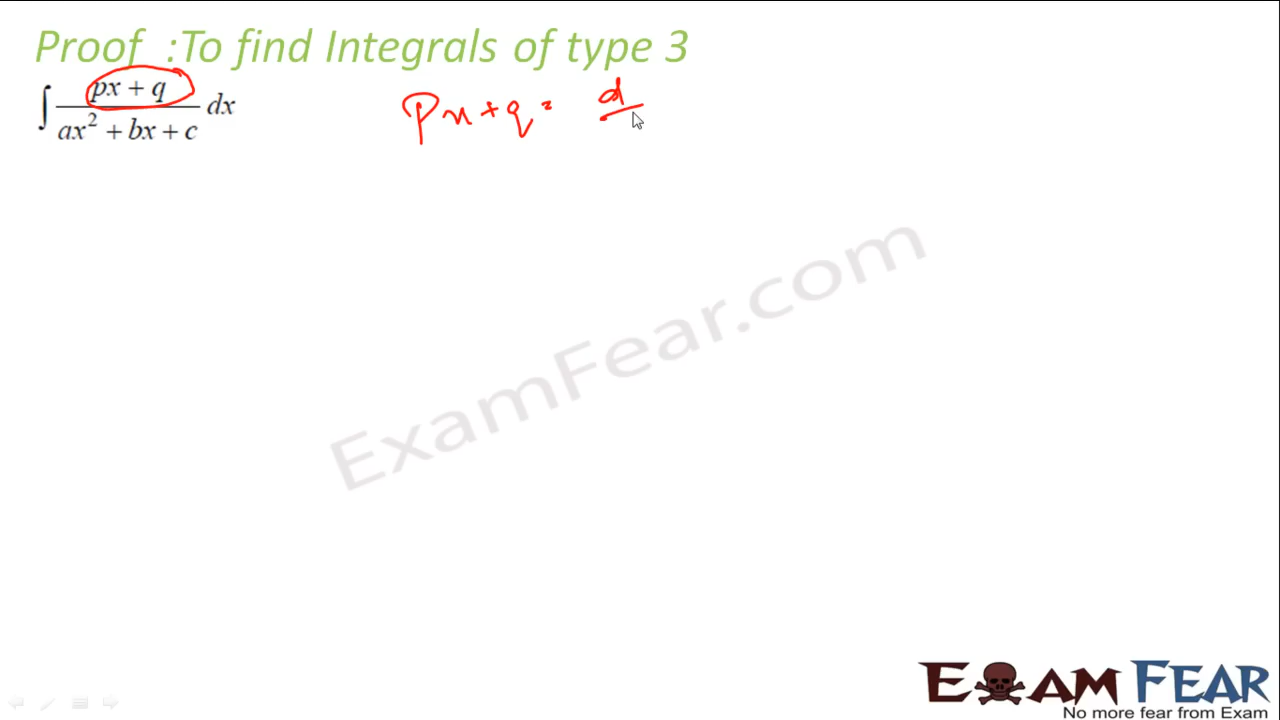 Proof :To find Integrals of type 3
∫ (px + q)/(ax² + bx + c) dx
Px+q = d/
ExamFear.com
EXAM FEAR
No more fear from Exam